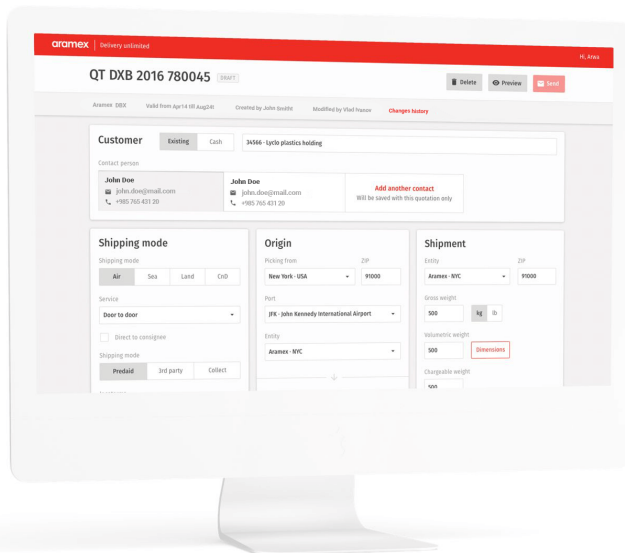 aramex | Delivery unlimited
Hi, Arwa
QT DXB 2016 780045 DRAFT
Delete Preview Send
Aramex DBX Valid from Apr14 till Aug24t Created by John Smitht Modified by Vlad Ivanov Changes history
Customer Existing Cash 34566 - Lyclo plastics holding
Contact person
John Doe
john.doe@mail.com
+985 765 431 20
John Doe
john.doe@mail.com
+985 765 431 20
Add another contact
Will be saved with this quotation only
Shipping mode
Shipping mode
Air Sea Land CnD
Service
Door to door
Direct to consignee
Shipping mode
Predaid 3rd party Collect
Origin
Picking from ZIP
New York - USA 91000
Port
JFK - John Kennedy International Airport
Entity
Aramex - NYC
Shipment
Entity ZIP
Aramex - NYC 91000
Gross weight
500 kg lb
Volumetric weight
500 Dimensions
Chargeable weight
500